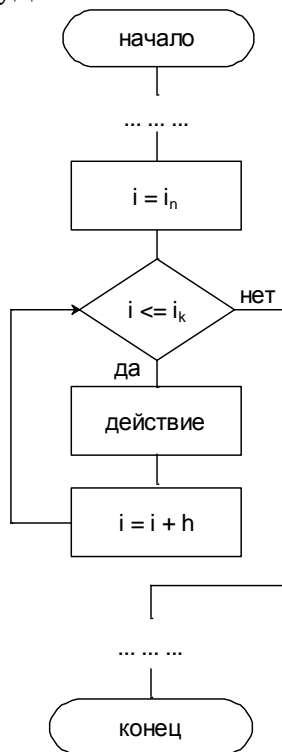 начало
... ... ...
i = iₙ
i <= iₖ
нет
да
действие
i = i + h
... ... ...
конец